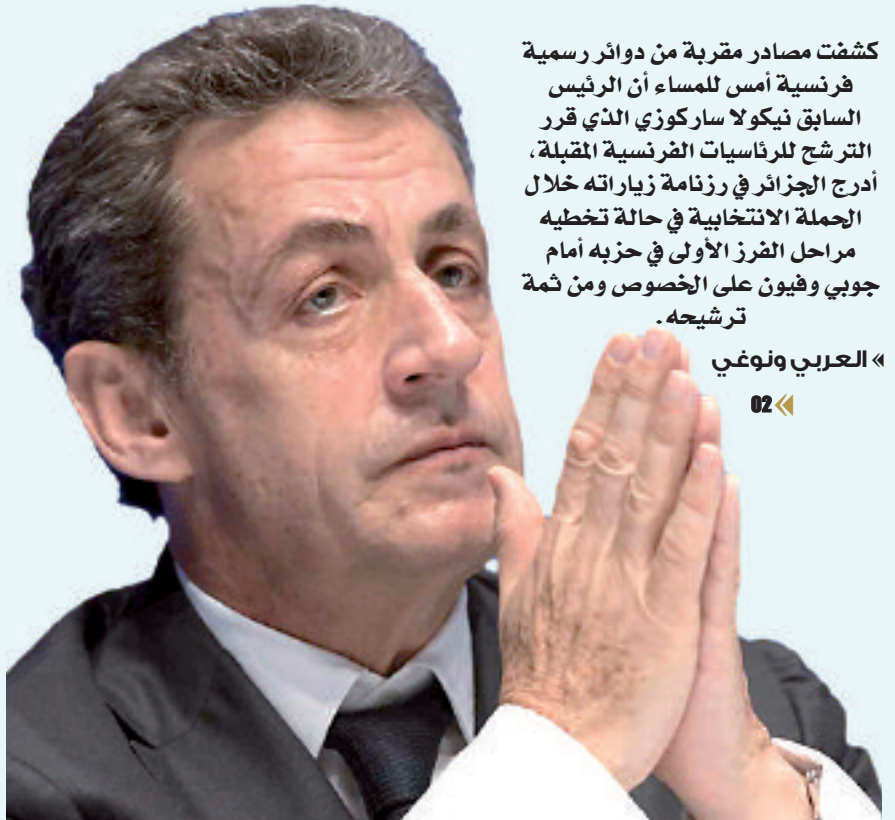 كشفت مصادر مقربة من دوائر رسمية
فرنسية أمس للمساء أن الرئيس
السابق نيكولا ساركوزي الذي قرر
الترشح للرئاسيات الفرنسية المقبلة،
أدرج الجزائر في رزنامة زياراته خلال
الحملة الانتخابية في حالة تخطيه
مراحل الفرز الأولى في حزبه أمام
جوبي وفيون على الخصوص ومن ثمة
ترشيحه.
» العربي ونوغي
02 »